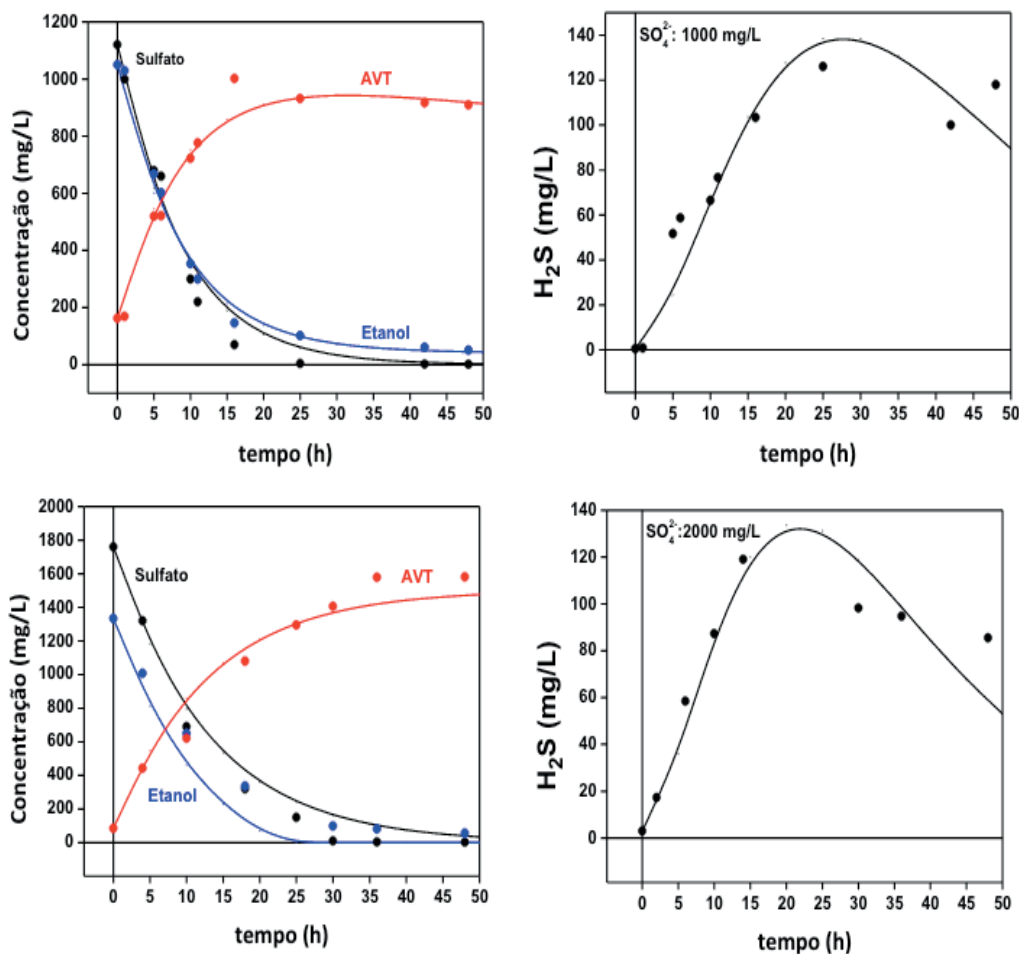 1200
1000
800
600
400
200
0
Concentração (mg/L)
Sulfato
AVT
Etanol
0 5 10 15 20 25 30 35 40 45 50
tempo (h)
140
120
100
80
60
40
20
0
H₂S (mg/L)
SO₄²⁻: 1000 mg/L
0 5 10 15 20 25 30 35 40 45 50
tempo (h)
2000
1800
1600
1400
1200
1000
800
600
400
200
0
Concentração (mg/L)
Sulfato
AVT
Etanol
0 5 10 15 20 25 30 35 40 45 50
tempo (h)
140
120
100
80
60
40
20
0
H₂S (mg/L)
SO₄²⁻:2000 mg/L
0 5 10 15 20 25 30 35 40 45 50
tempo (h)